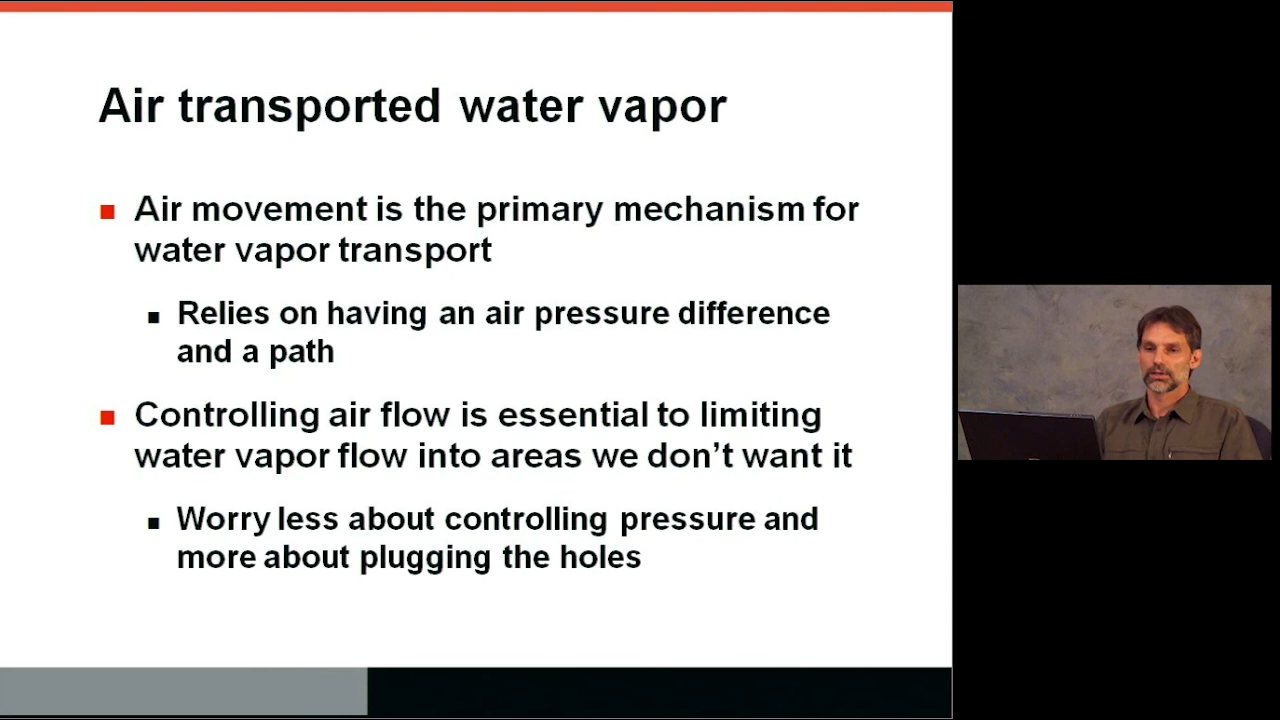 Air transported water vapor
Air movement is the primary mechanism for
water vapor transport
Relies on having an air pressure difference
and a path
Controlling air flow is essential to limiting
water vapor flow into areas we don't want it
Worry less about controlling pressure and
more about plugging the holes